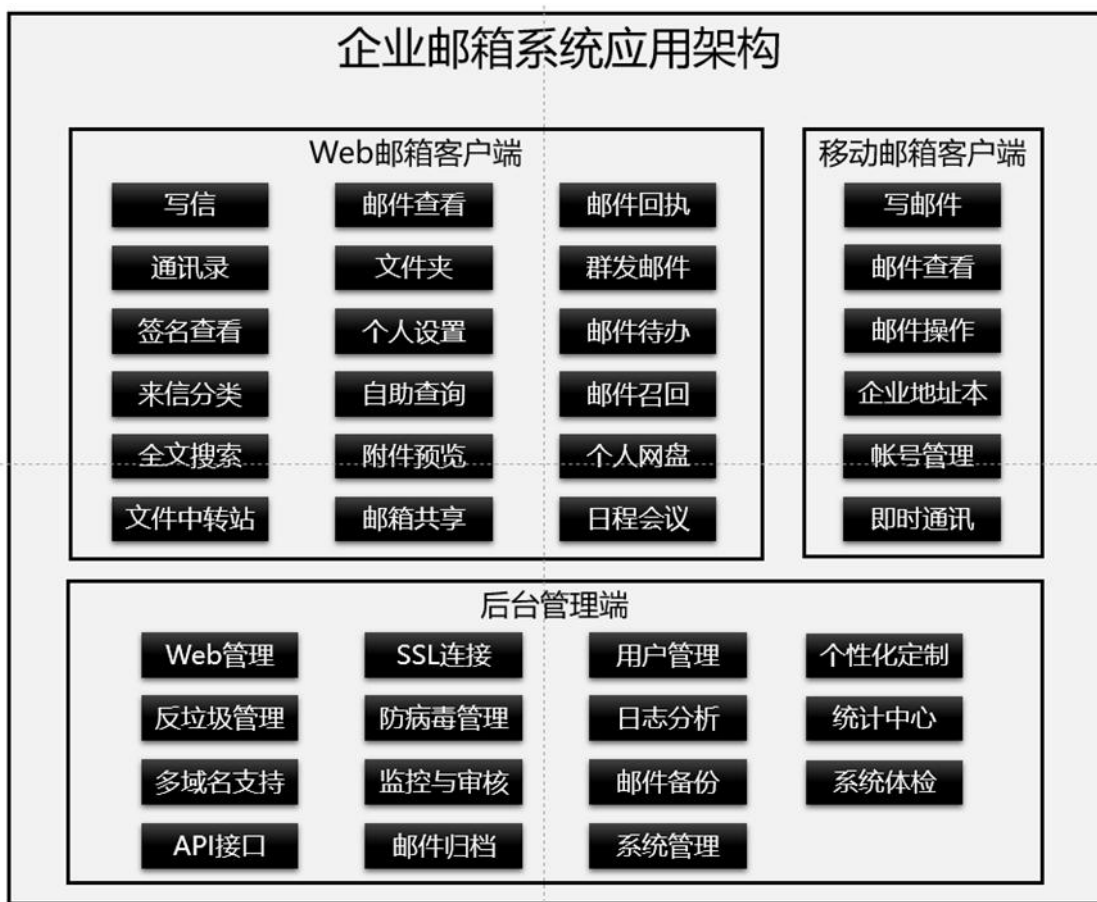 企业邮箱系统应用架构
Web邮箱客户端
写信 邮件查看 邮件回执
通讯录 文件夹 群发邮件
签名查看 个人设置 邮件待办
来信分类 自助查询 邮件召回
全文搜索 附件预览 个人网盘
文件中转站 邮箱共享 日程会议
移动邮箱客户端
写邮件
邮件查看
邮件操作
企业地址本
帐号管理
即时通讯
后台管理端
Web管理 SSL连接 用户管理 个性化定制
反垃圾管理 防病毒管理 日志分析 统计中心
多域名支持 监控与审核 邮件备份 系统体检
API接口 邮件归档 系统管理